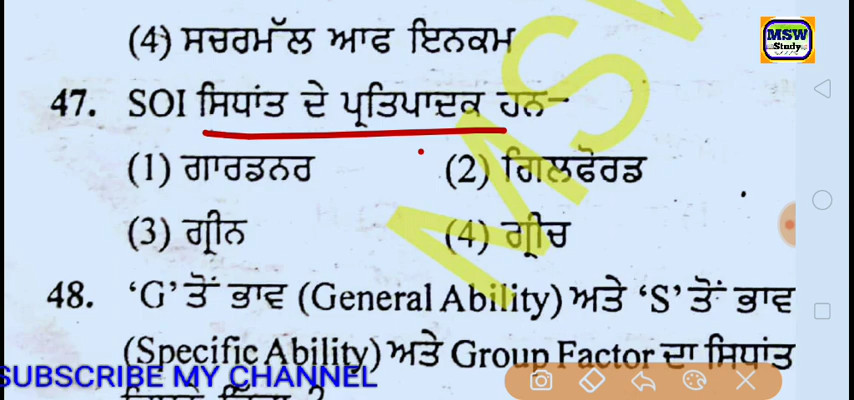 (4) ਸਚਰਮੱਲ ਆਫ ਇਨਕਮ
MSW
Study
47. SOI ਸਿਧਾਂਤ ਦੇ ਪ੍ਰਤਿਪਾਦਕ ਹਨ–
(1) ਗਾਰਡਨਰ (2) ਗਿਲਫੋਰਡ
(3) ਗ੍ਰੀਨ (4) ਗ੍ਰੀਚ
48. ‘G’ ਤੋਂ ਭਾਵ (General Ability) ਅਤੇ ‘S’ ਤੋਂ ਭਾਵ
(Specific Ability) ਅਤੇ Group Factor ਦਾ ਸਿਧਾਂਤ
SUBSCRIBE MY CHANNEL
MSW